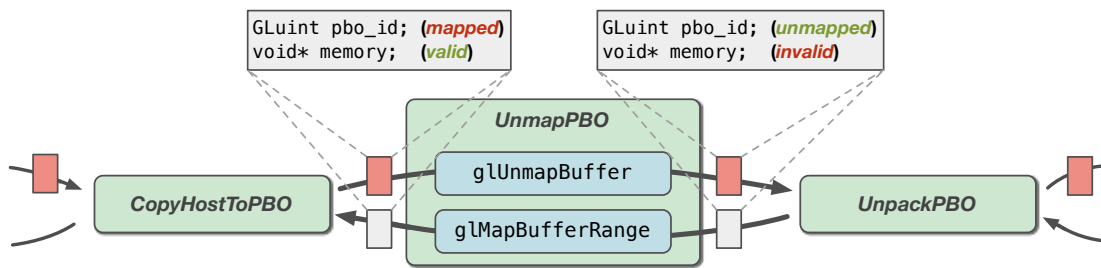 GLuint pbo_id; (mapped)
void* memory; (valid)
GLuint pbo_id; (unmapped)
void* memory; (invalid)
UnmapPBO
glUnmapBuffer
CopyHostToPBO
UnpackPBO
glMapBufferRange